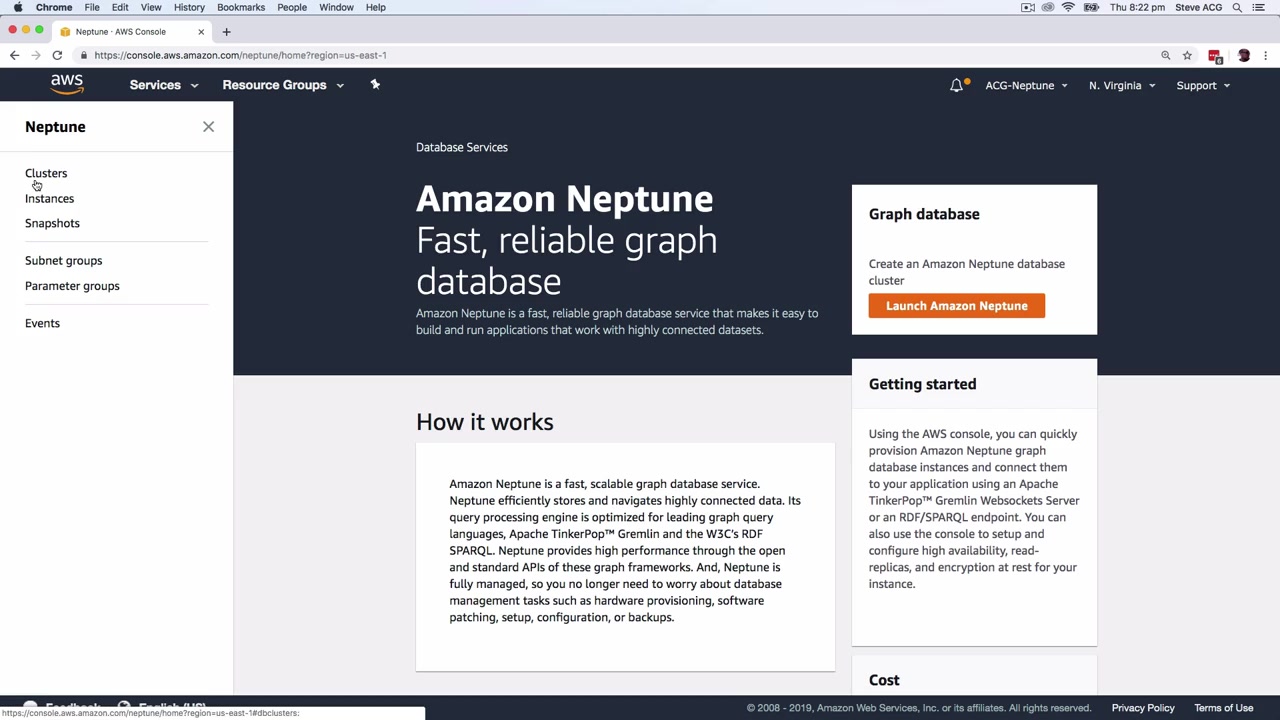 Chrome File Edit View History Bookmarks People Window Help Thu 8:22 pm Steve ACG
Neptune · AWS Console
https://console.aws.amazon.com/neptune/home?region=us-east-1
aws Services Resource Groups ACG-Neptune N. Virginia Support
Neptune
Clusters
Instances
Snapshots
Subnet groups
Parameter groups
Events
Database Services
Amazon Neptune
Fast, reliable graph
database
Amazon Neptune is a fast, reliable graph database service that makes it easy to
build and run applications that work with highly connected datasets.
Graph database
Create an Amazon Neptune database
cluster
Launch Amazon Neptune
How it works
Amazon Neptune is a fast, scalable graph database service.
Neptune efficiently stores and navigates highly connected data. Its
query processing engine is optimized for leading graph query
languages, Apache TinkerPop™ Gremlin and the W3C's RDF
SPARQL. Neptune provides high performance through the open
and standard APIs of these graph frameworks. And, Neptune is
fully managed, so you no longer need to worry about database
management tasks such as hardware provisioning, software
patching, setup, configuration, or backups.
Getting started
Using the AWS console, you can quickly
provision Amazon Neptune graph
database instances and connect them
to your application using an Apache
TinkerPop™ Gremlin Websockets Server
or an RDF/SPARQL endpoint. You can
also use the console to setup and
configure high availability, read-
replicas, and encryption at rest for your
instance.
Cost
Feedback English (US)
https://console.aws.amazon.com/neptune/home?region=us-east-1#dbclusters:
© 2008 - 2019, Amazon Web Services, Inc. or its affiliates. All rights reserved. Privacy Policy Terms of Use